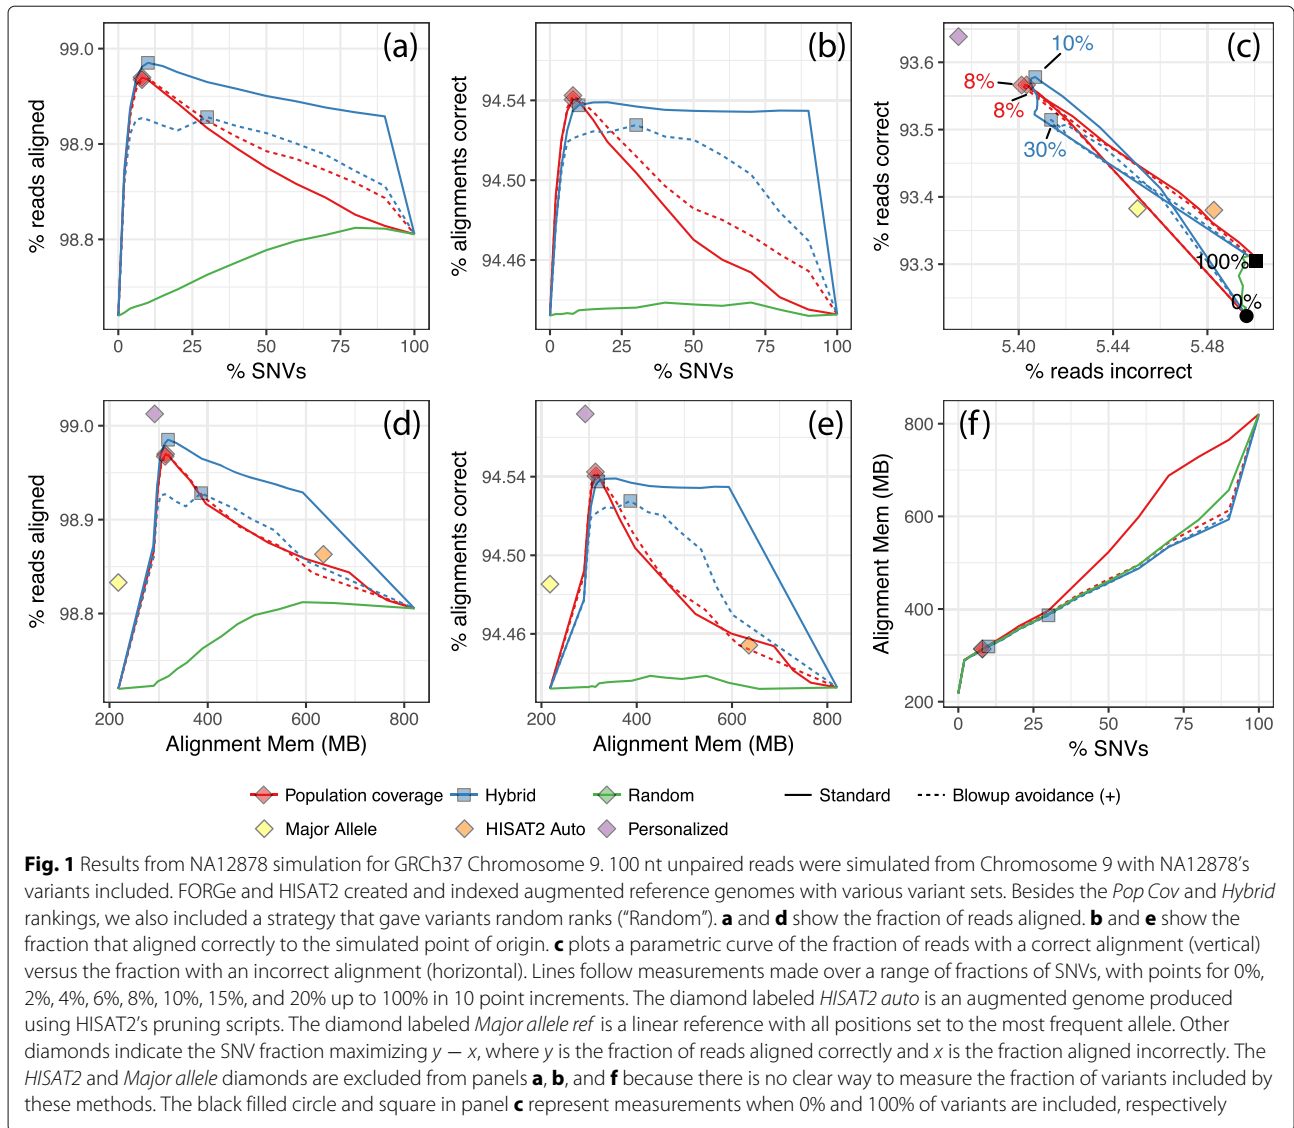 (a)
99.0
98.9
98.8
% reads aligned
0
25
50
75
100
% SNVs
(b)
94.54
94.50
94.46
% alignments correct
0
25
50
75
100
% SNVs
(c)
93.6
93.5
93.4
93.3
% reads correct
10%
8%
8%
30%
100%
0%
5.40
5.44
5.48
% reads incorrect
(d)
99.0
98.9
98.8
% reads aligned
200
400
600
800
Alignment Mem (MB)
(e)
94.54
94.50
94.46
% alignments correct
200
400
600
800
Alignment Mem (MB)
(f)
800
600
400
200
Alignment Mem (MB)
0
25
50
75
100
% SNVs
Population coverage Hybrid Random Standard Blowup avoidance (+)
Major Allele HISAT2 Auto Personalized
Fig. 1 Results from NA12878 simulation for GRCh37 Chromosome 9. 100 nt unpaired reads were simulated from Chromosome 9 with NA12878's
variants included. FORGe and HISAT2 created and indexed augmented reference genomes with various variant sets. Besides the Pop Cov and Hybrid
rankings, we also included a strategy that gave variants random ranks ("Random"). a and d show the fraction of reads aligned. b and e show the
fraction that aligned correctly to the simulated point of origin. c plots a parametric curve of the fraction of reads with a correct alignment (vertical)
versus the fraction with an incorrect alignment (horizontal). Lines follow measurements made over a range of fractions of SNVs, with points for 0%,
2%, 4%, 6%, 8%, 10%, 15%, and 20% up to 100% in 10 point increments. The diamond labeled HISAT2 auto is an augmented genome produced
using HISAT2's pruning scripts. The diamond labeled Major allele ref is a linear reference with all positions set to the most frequent allele. Other
diamonds indicate the SNV fraction maximizing y − x, where y is the fraction of reads aligned correctly and x is the fraction aligned incorrectly. The
HISAT2 and Major allele diamonds are excluded from panels a, b, and f because there is no clear way to measure the fraction of variants included by
these methods. The black filled circle and square in panel c represent measurements when 0% and 100% of variants are included, respectively